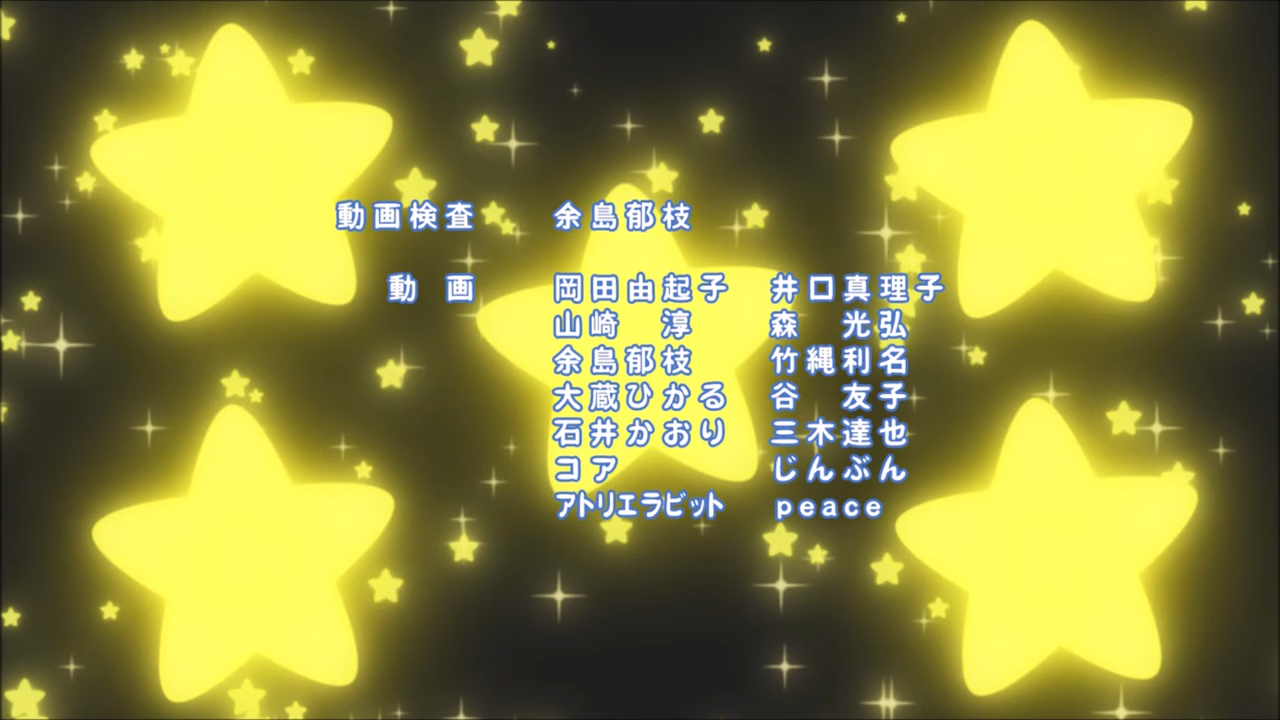 動画検査 余島郁枝
動 画 岡田由起子 井口真理子
山崎 淳 森 光弘
余島郁枝 竹縄利名
大蔵ひかる 谷 友子
石井かおり 三木達也
コア じんぶん
アトリエラビット peace